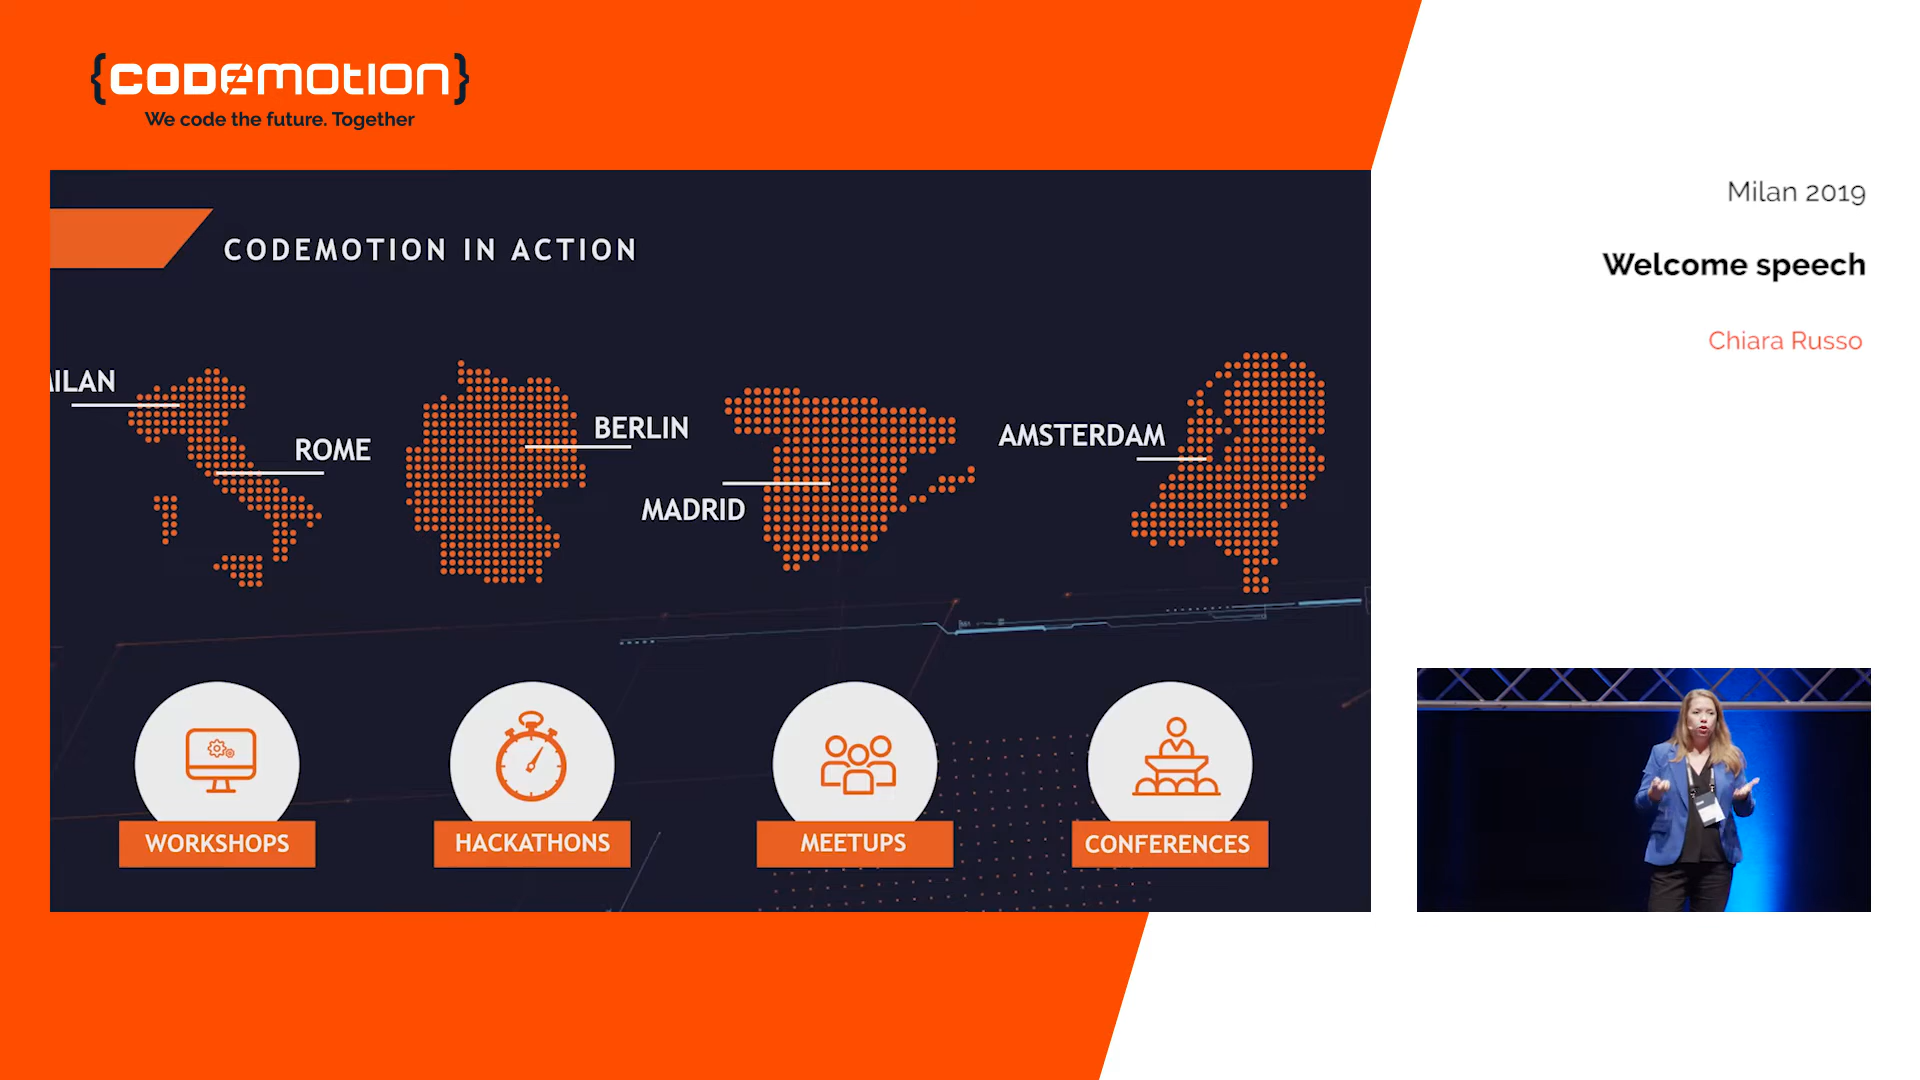 {CODEMOTION}
We code the future. Together
Milan 2019
Welcome speech
Chiara Russo
CODEMOTION IN ACTION
ILAN
ROME
BERLIN
MADRID
AMSTERDAM
WORKSHOPS
HACKATHONS
MEETUPS
CONFERENCES